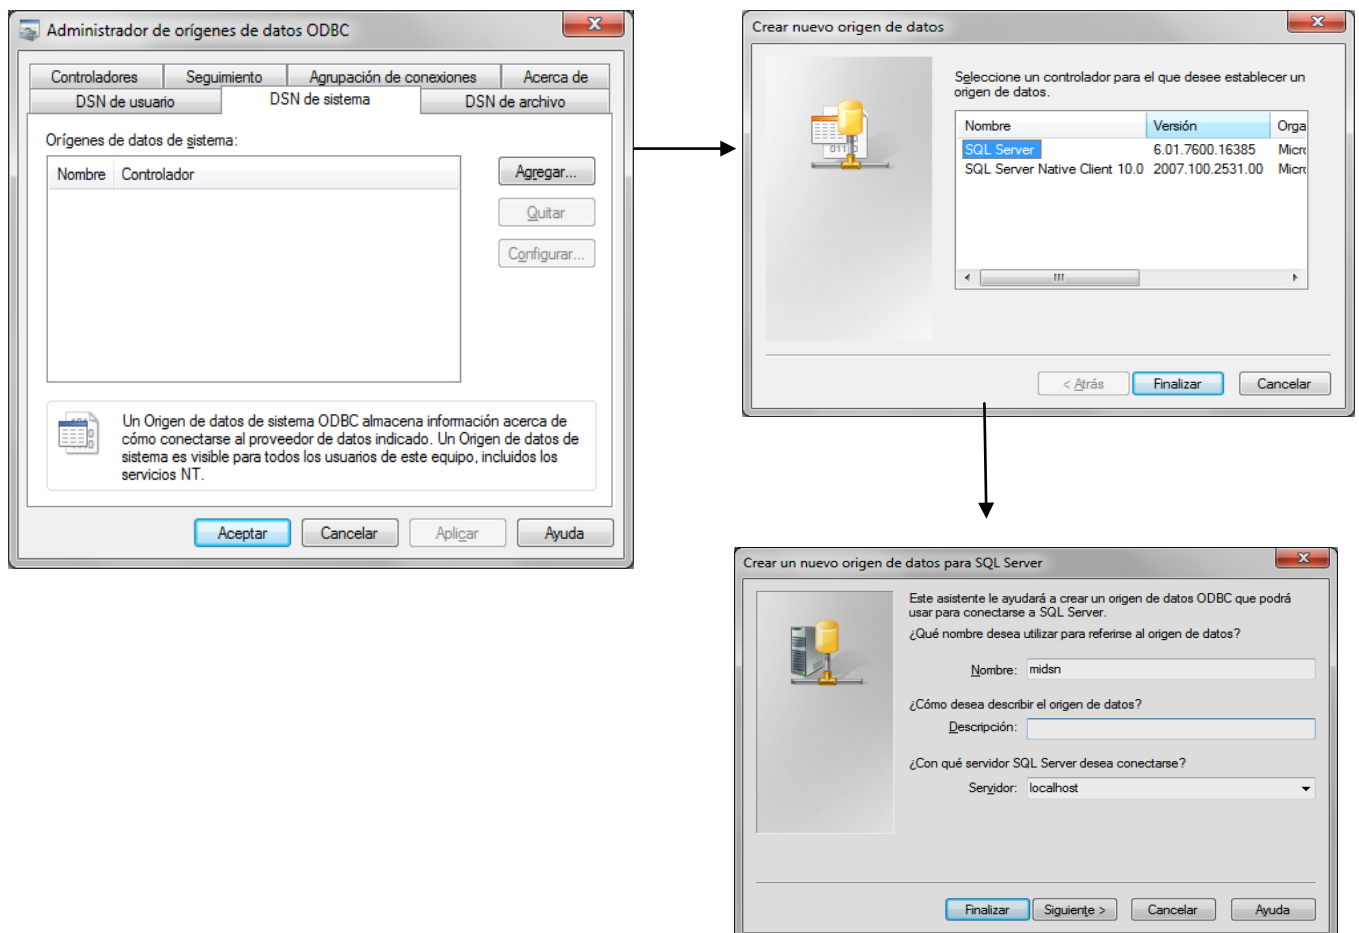 Administrador de orígenes de datos ODBC
Controladores Seguimiento Agrupación de conexiones Acerca de
DSN de usuario DSN de sistema DSN de archivo
Orígenes de datos de sistema:
Nombre Controlador
Agregar...
Quitar
Configurar...
Un Origen de datos de sistema ODBC almacena información acerca de
cómo conectarse al proveedor de datos indicado. Un Origen de datos de
sistema es visible para todos los usuarios de este equipo, incluidos los
servicios NT.
Aceptar Cancelar Aplicar Ayuda
Crear nuevo origen de datos
Seleccione un controlador para el que desee establecer un
origen de datos.
Nombre Versión Orga
SQL Server 6.01.7600.16385 Micro
SQL Server Native Client 10.0 2007.100.2531.00 Micro
< Atrás Finalizar Cancelar
Crear un nuevo origen de datos para SQL Server
Este asistente le ayudará a crear un origen de datos ODBC que podrá
usar para conectarse a SQL Server.
¿Qué nombre desea utilizar para referirse al origen de datos?
Nombre: midsn
¿Cómo desea describir el origen de datos?
Descripción:
¿Con qué servidor SQL Server desea conectarse?
Servidor: localhost
Finalizar Siguiente > Cancelar Ayuda